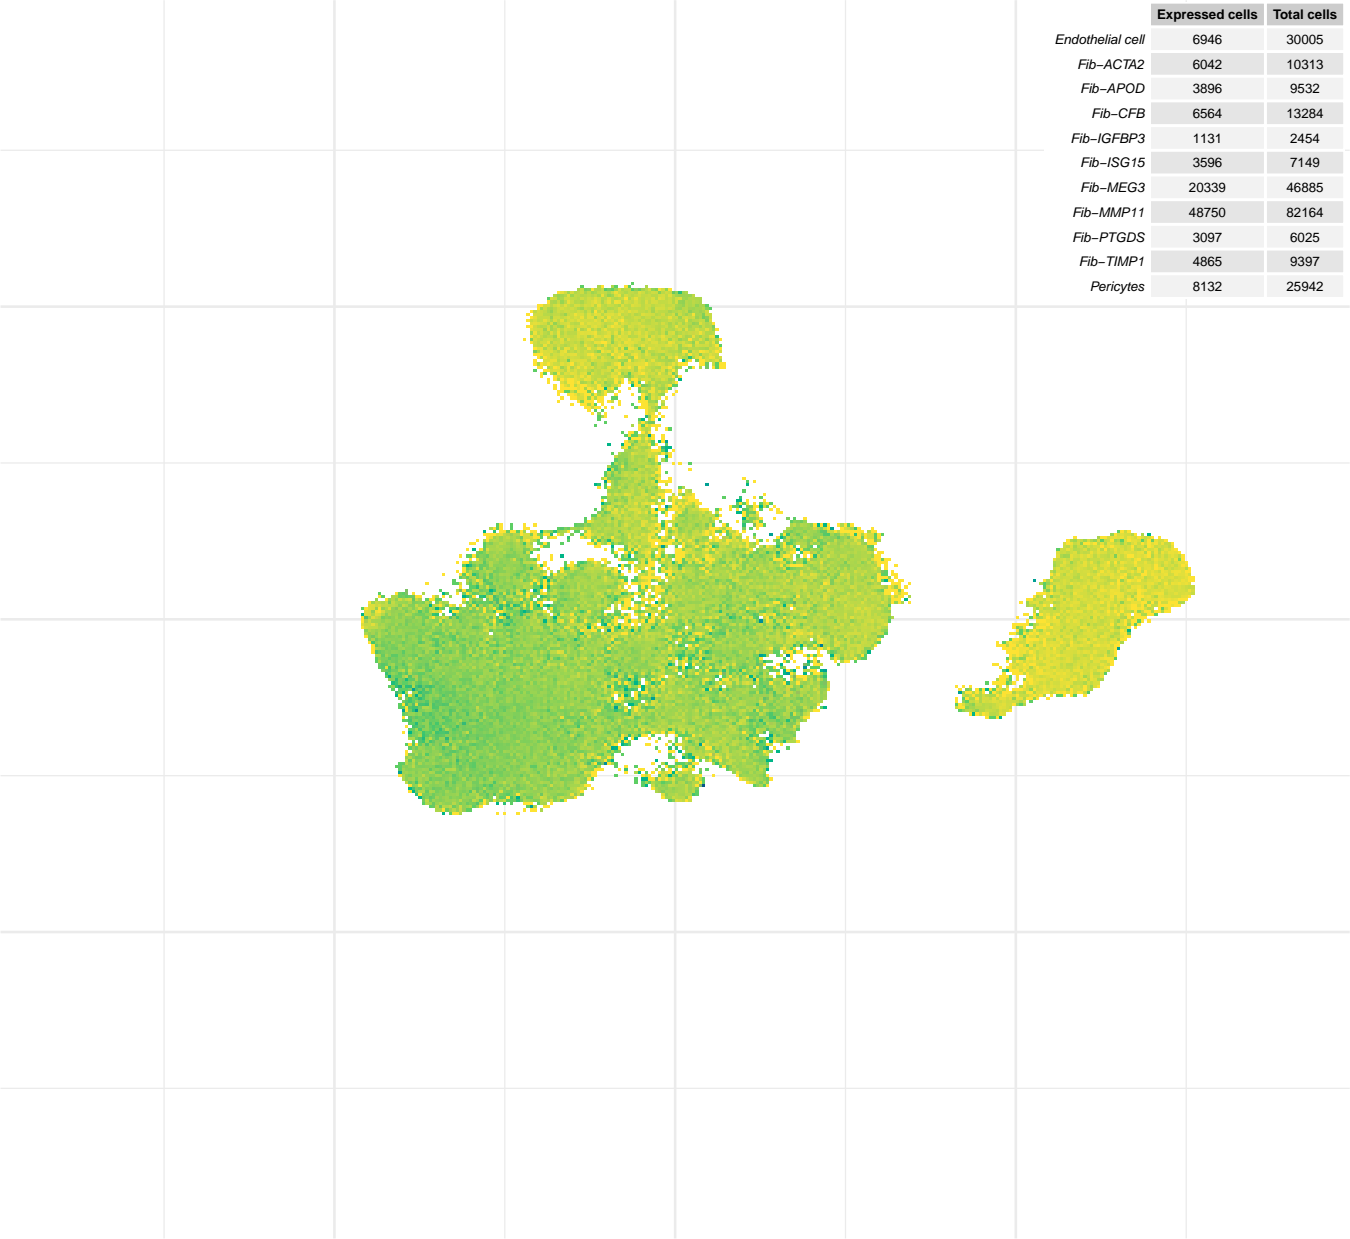 Expressed cells Total cells
Endothelial cell 6946 30005
Fib−ACTA2 6042 10313
Fib−APOD 3896 9532
Fib−CFB 6564 13284
Fib−IGFBP3 1131 2454
Fib−ISG15 3596 7149
Fib−MEG3 20339 46885
Fib−MMP11 48750 82164
Fib−PTGDS 3097 6025
Fib−TIMP1 4865 9397
Pericytes 8132 25942